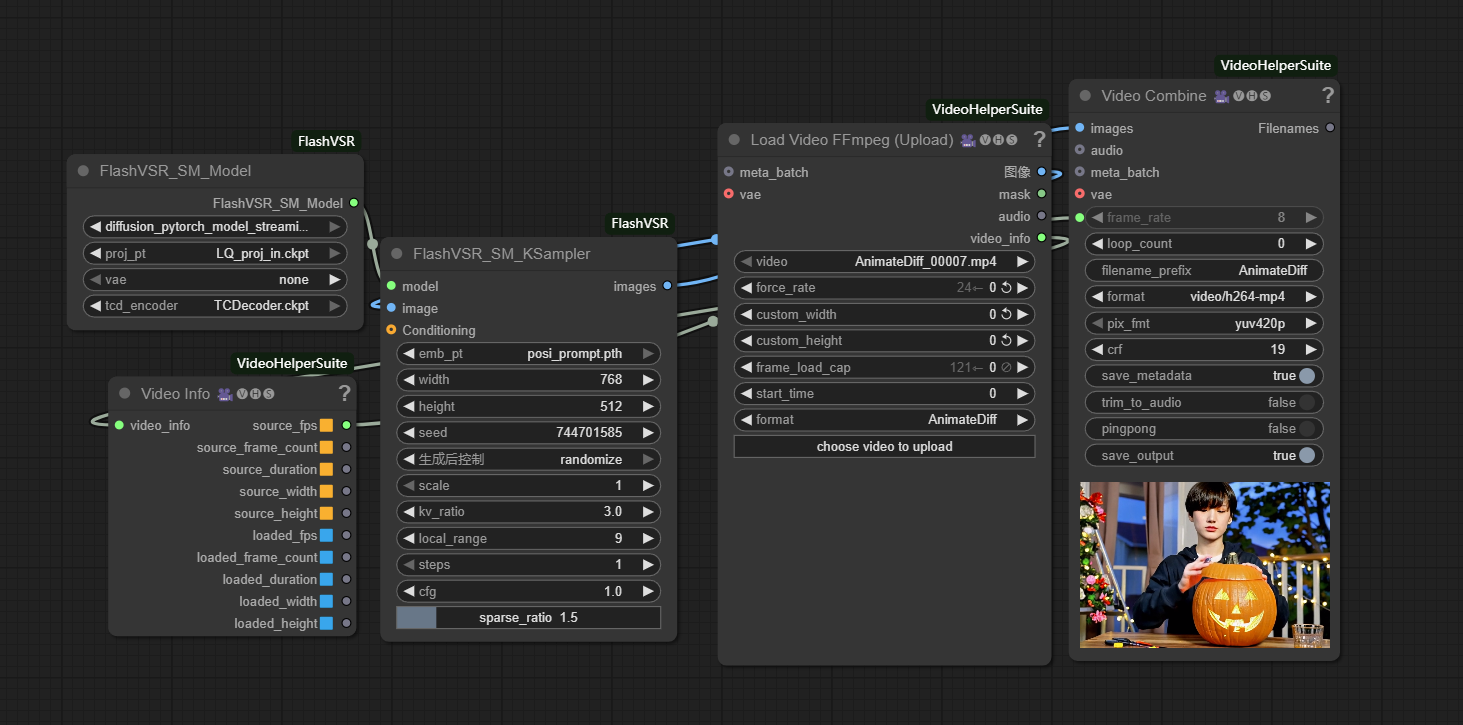 FlashVSR
FlashVSR_SM_Model
FlashVSR_SM_Model
diffusion_pytorch_model_streami...
proj_pt LQ_proj_in.ckpt
vae none
tcd_encoder TCDecoder.ckpt
VideoHelperSuite
Video Info VHS ?
video_info source_fps
source_frame_count
source_duration
source_width
source_height
loaded_fps
loaded_frame_count
loaded_duration
loaded_width
loaded_height
FlashVSR
FlashVSR_SM_KSampler
model images
image
Conditioning
emb_pt posi_prompt.pth
width 768
height 512
seed 744701585
生成后控制 randomize
scale 1
kv_ratio 3.0
local_range 9
steps 1
cfg 1.0
sparse_ratio 1.5
VideoHelperSuite
Load Video FFmpeg (Upload) VHS ?
meta_batch 图像
vae mask
audio
video_info
video AnimateDiff_00007.mp4
force_rate 24← 0
custom_width 0
custom_height 0
frame_load_cap 121← 0
start_time 0
format AnimateDiff
choose video to upload
VideoHelperSuite
Video Combine VHS ?
images Filenames
audio
meta_batch
vae
frame_rate 8
loop_count 0
filename_prefix AnimateDiff
format video/h264-mp4
pix_fmt yuv420p
crf 19
save_metadata true
trim_to_audio false
pingpong false
save_output true